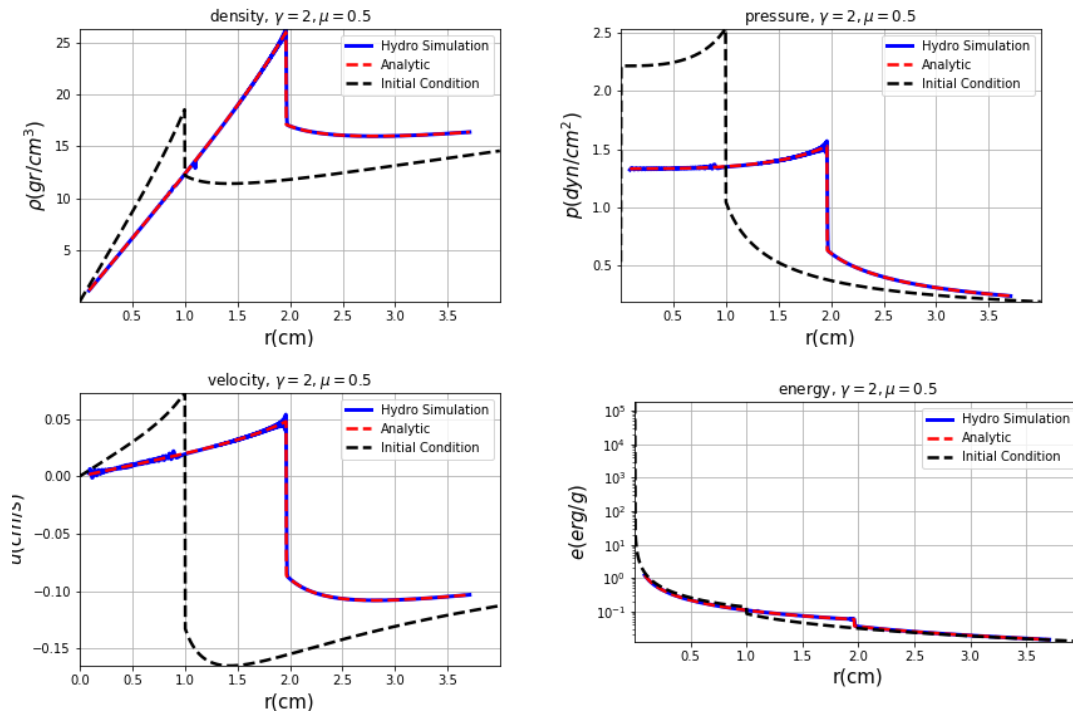 density, γ = 2, μ = 0.5
ρ(gr/cm³)
25
20
15
10
5
Hydro Simulation
Analytic
Initial Condition
0.0 0.5 1.0 1.5 2.0 2.5 3.0 3.5
r(cm)
pressure, γ = 2, μ = 0.5
p(dyn/cm²)
2.5
2.0
1.5
1.0
0.5
Hydro Simulation
Analytic
Initial Condition
0.5 1.0 1.5 2.0 2.5 3.0 3.5
r(cm)
velocity, γ = 2, μ = 0.5
u(cm/s)
0.05
0.00
−0.05
−0.10
−0.15
Hydro Simulation
Analytic
Initial Condition
0.0 0.5 1.0 1.5 2.0 2.5 3.0 3.5
r(cm)
energy, γ = 2, μ = 0.5
e(erg/g)
10⁵
10⁴
10³
10²
10¹
10⁰
10⁻¹
Hydro Simulation
Analytic
Initial Condition
0.5 1.0 1.5 2.0 2.5 3.0 3.5
r(cm)